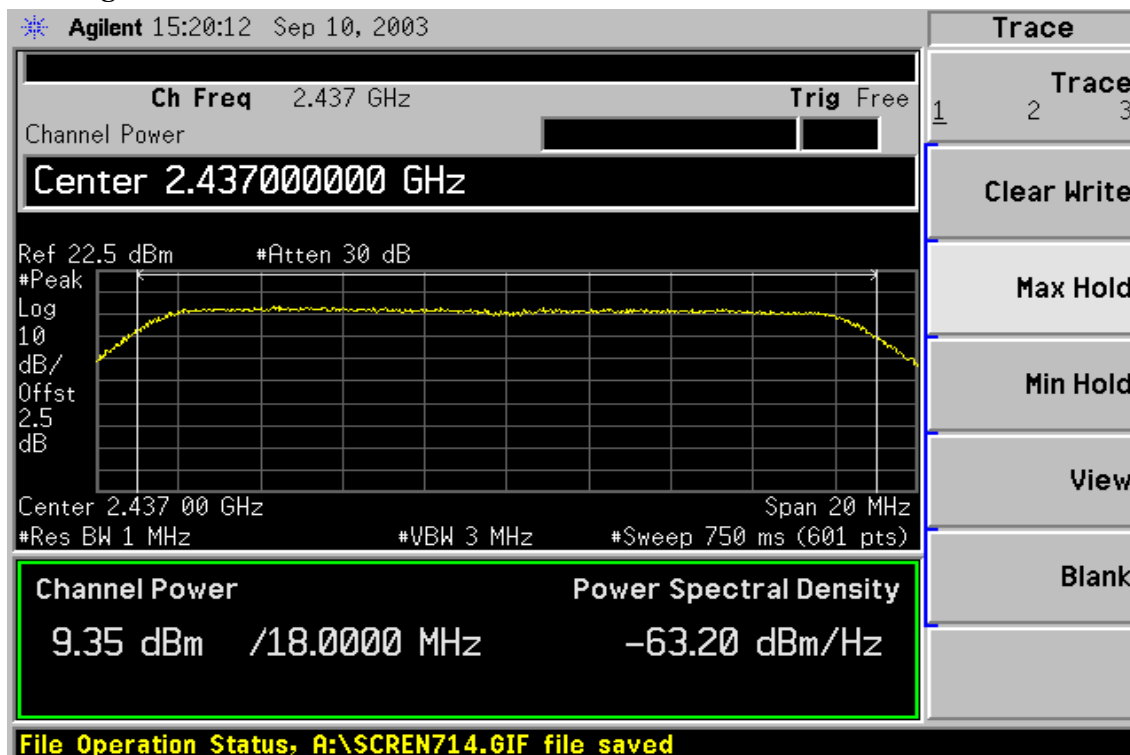 Agilent 15:20:12 Sep 10, 2003
Trace
Ch Freq 2.437 GHz Trig Free
Channel Power
Center 2.437000000 GHz
Ref 22.5 dBm #Atten 30 dB
#Peak
Log
10
dB/
Offst
2.5
dB
Center 2.437 00 GHz Span 20 MHz
#Res BW 1 MHz #VBW 3 MHz #Sweep 750 ms (601 pts)
Channel Power Power Spectral Density
9.35 dBm /18.0000 MHz -63.20 dBm/Hz
File Operation Status, A:\SCREN714.GIF file saved
Trace
1 2 3
Clear Write
Max Hold
Min Hold
View
Blank